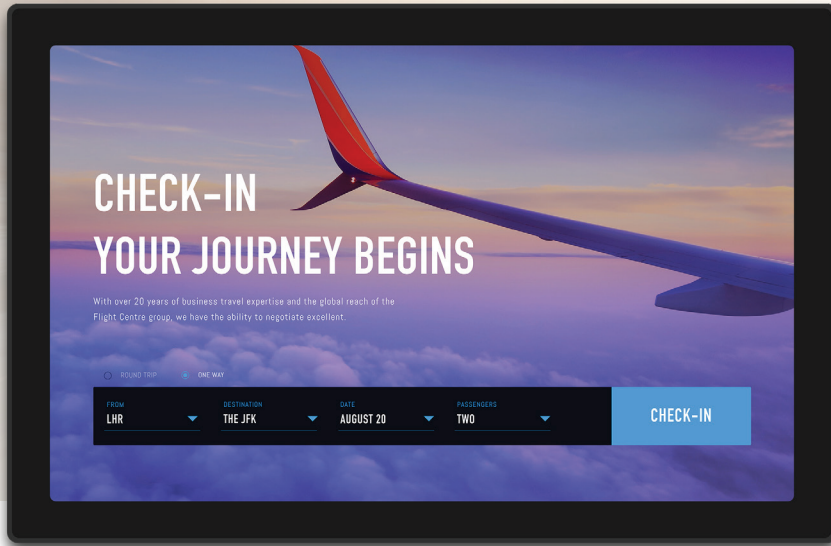 CHECK-IN
YOUR JOURNEY BEGINS
With over 20 years of business travel expertise and the global reach of the
Flight Centre group, we have the ability to negotiate excellent.
ROUND TRIP ONE WAY
FROM DESTINATION DATE PASSENGERS
LHR THE JFK AUGUST 20 TWO
CHECK-IN